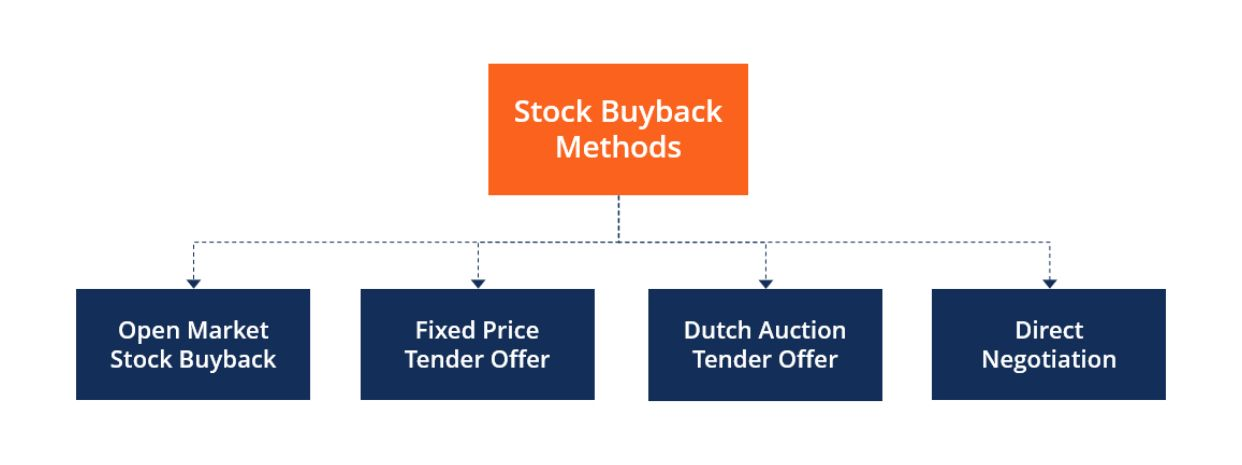 Stock Buyback
Methods
Open Market
Stock Buyback
Fixed Price
Tender Offer
Dutch Auction
Tender Offer
Direct
Negotiation